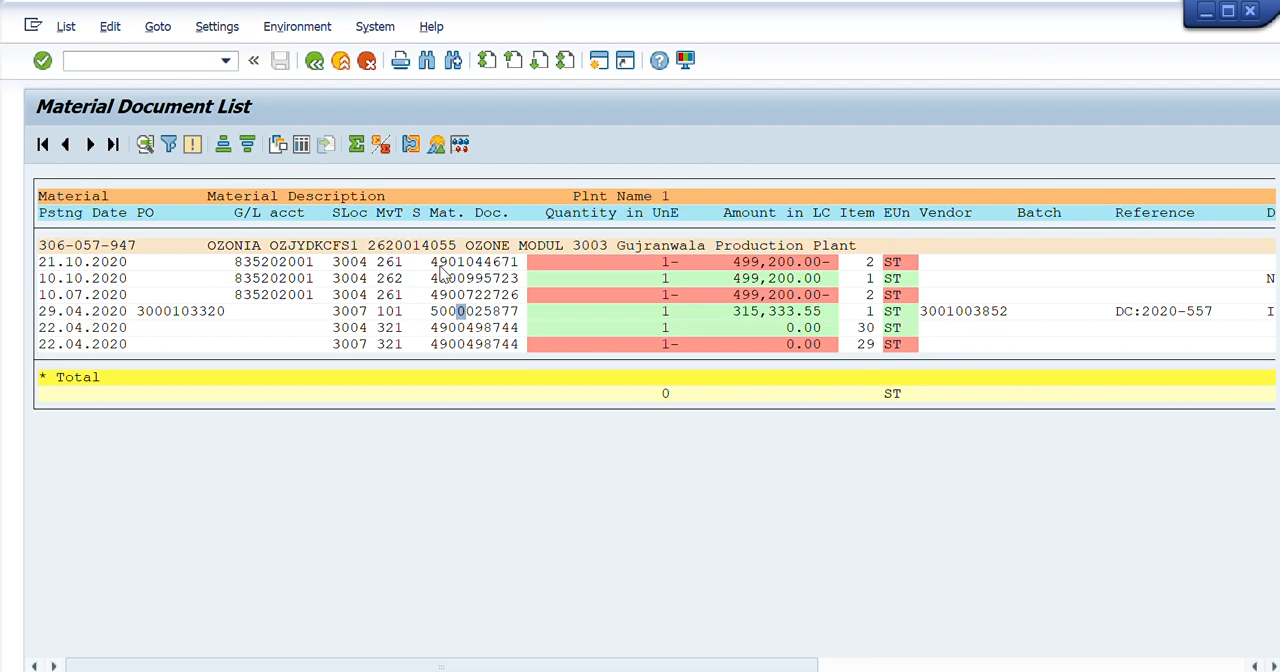 List Edit Goto Settings Environment System Help
Material Document List
Material Material Description Plnt Name 1
Pstng Date PO G/L acct SLoc MvT S Mat. Doc. Quantity in UnE Amount in LC Item EUn Vendor Batch Reference D
306-057-947 OZONIA OZJYDKCFS1 2620014055 OZONE MODUL 3003 Gujranwala Production Plant
21.10.2020 835202001 3004 261 4901044671 1- 499,200.00- 2 ST
10.10.2020 835202001 3004 262 4900995723 1 499,200.00 1 ST N
10.07.2020 835202001 3004 261 4900722726 1- 499,200.00- 2 ST
29.04.2020 3000103320 3007 101 5000025877 1 315,333.55 1 ST 3001003852 DC:2020-557 I
22.04.2020 3004 321 4900498744 1 0.00 30 ST
22.04.2020 3007 321 4900498744 1- 0.00 29 ST
* Total
0 ST